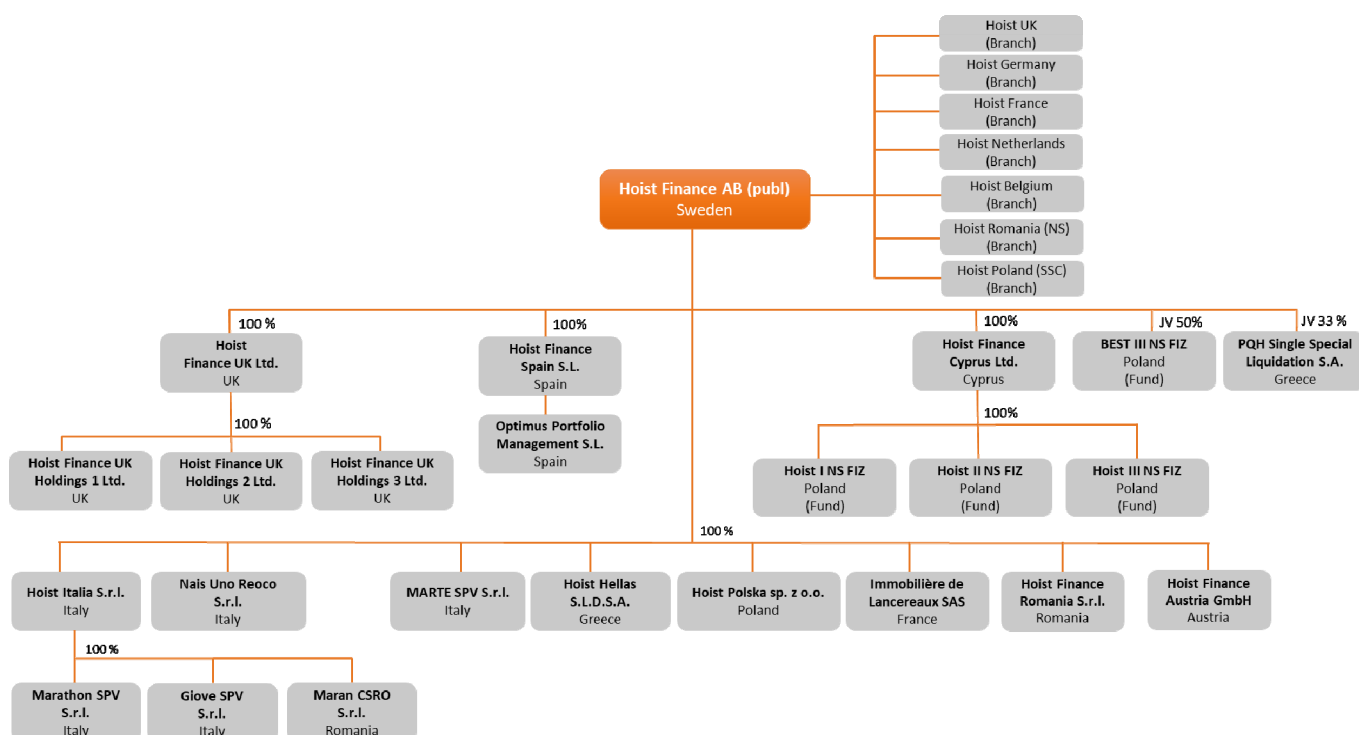 Hoist UK
(Branch)
Hoist Germany
(Branch)
Hoist France
(Branch)
Hoist Netherlands
(Branch)
Hoist Belgium
(Branch)
Hoist Romania (NS)
(Branch)
Hoist Poland (SSC)
(Branch)
Hoist Finance AB (publ)
Sweden
100 %
Hoist
Finance UK Ltd.
UK
100%
Hoist Finance
Spain S.L.
Spain
100%
Hoist Finance
Cyprus Ltd.
Cyprus
JV 50%
BEST III NS FIZ
Poland
(Fund)
JV 33 %
PQH Single Special
Liquidation S.A.
Greece
100 %
Hoist Finance UK
Holdings 1 Ltd.
UK
Hoist Finance UK
Holdings 2 Ltd.
UK
Hoist Finance UK
Holdings 3 Ltd.
UK
Optimus Portfolio
Management S.L.
Spain
100%
Hoist I NS FIZ
Poland
(Fund)
Hoist II NS FIZ
Poland
(Fund)
Hoist III NS FIZ
Poland
(Fund)
100 %
Hoist Italia S.r.l.
Italy
Nais Uno Reoco
S.r.l.
Italy
MARTE SPV S.r.l.
Italy
Hoist Hellas
S.L.D.S.A.
Greece
Hoist Polska sp. z o.o.
Poland
Immobilière de
Lancereaux SAS
France
Hoist Finance
Romania S.r.l.
Romania
Hoist Finance
Austria GmbH
Austria
100 %
Marathon SPV
S.r.l.
Italy
Giove SPV
S.r.l.
Italy
Maran CSRO
S.r.l.
Romania